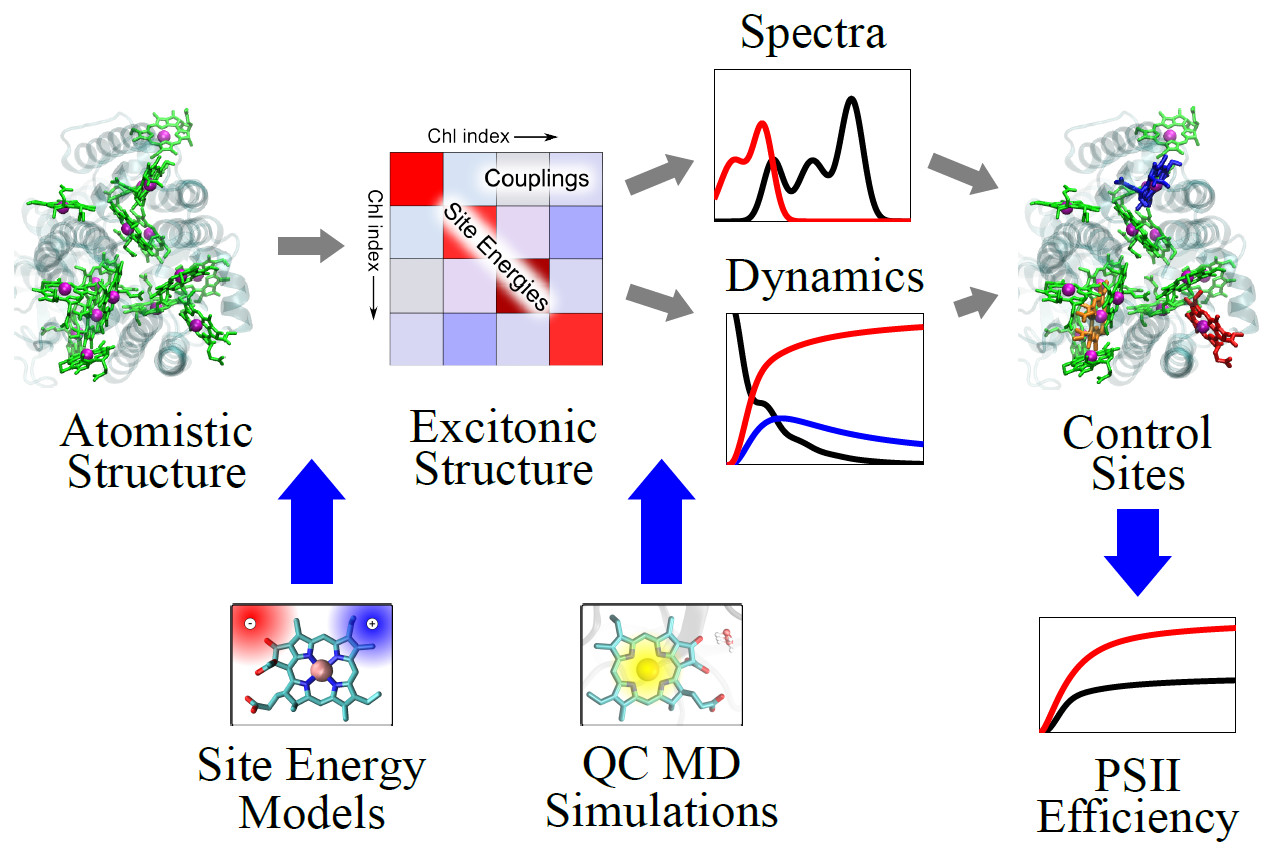 Spectra
Chl index
Chl index
Couplings
Site Energies
Dynamics
Atomistic
Structure
Excitonic
Structure
Control
Sites
-
+
Site Energy
Models
QC MD
Simulations
PSII
Efficiency